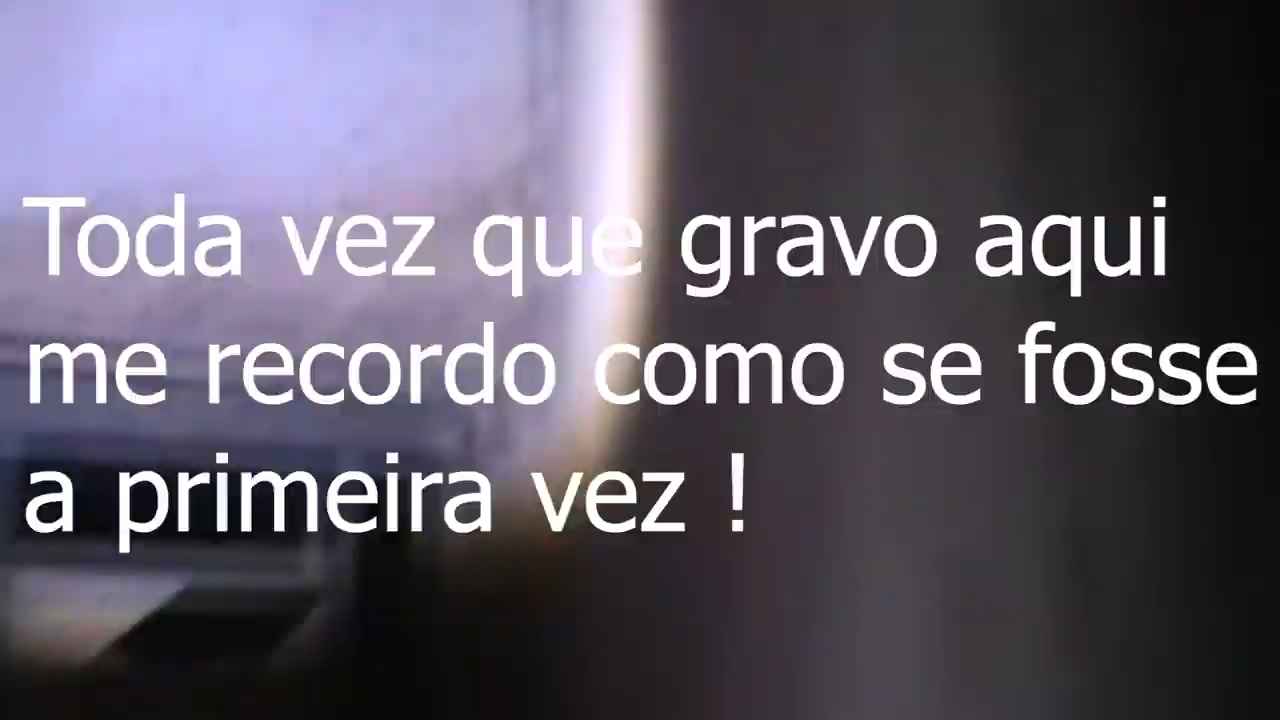 Toda vez que gravo aqui
me recordo como se fosse
a primeira vez !